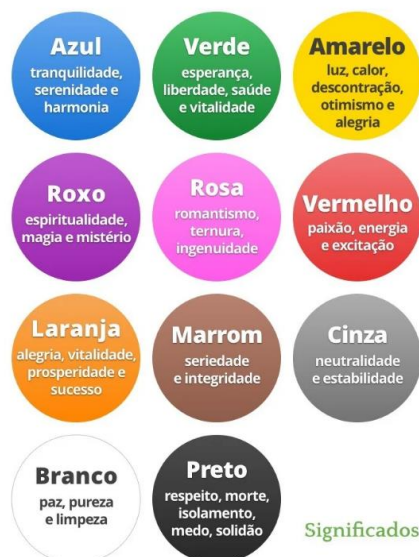 Azul
tranquilidade,
serenidade e
harmonia
Verde
esperança,
liberdade, saúde
e vitalidade
Amarelo
luz, calor,
descontração,
otimismo e
alegria
Roxo
espiritualidade,
magia e mistério
Rosa
romantismo,
ternura,
ingenuidade
Vermelho
paixão, energia
e excitação
Laranja
alegria, vitalidade,
prosperidade e
sucesso
Marrom
seriedade
e integridade
Cinza
neutralidade
e estabilidade
Branco
paz, pureza
e limpeza
Preto
respeito, morte,
isolamento,
medo, solidão
Significados